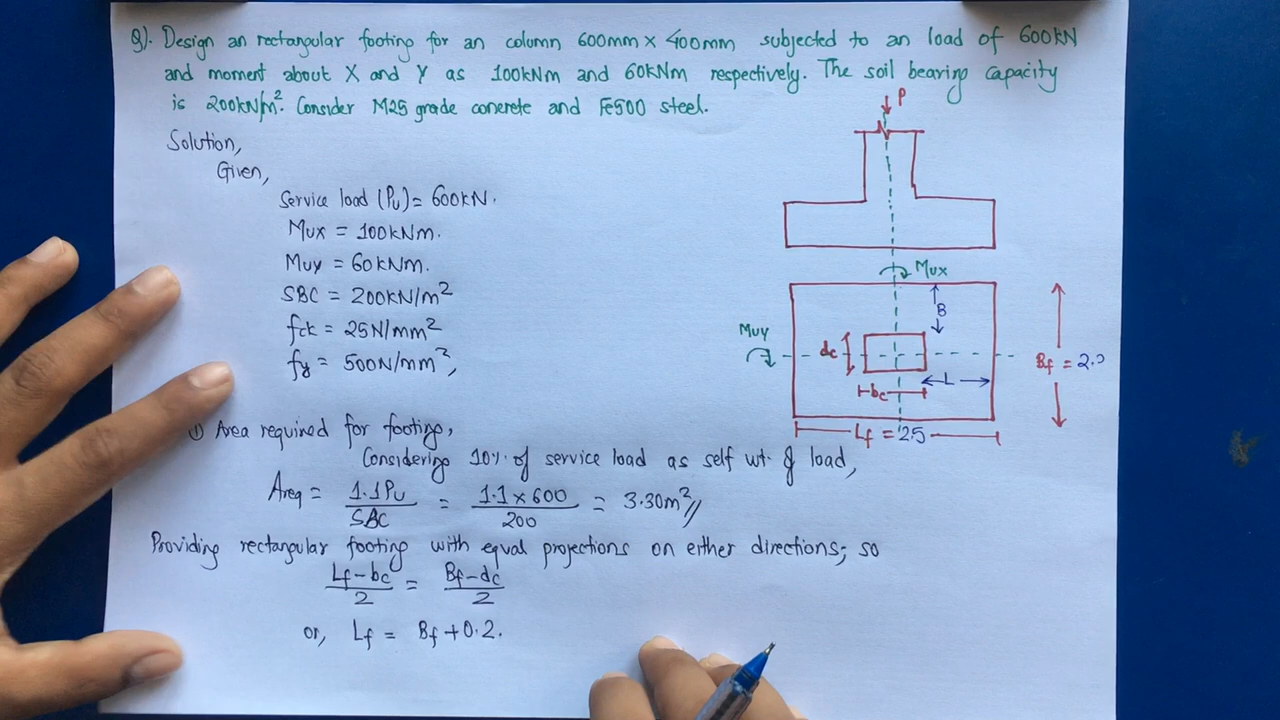 Q). Design an rectangular footing for an column 600mm × 400mm subjected to an load of 600kN
and moment about X and Y as 100kNm and 60kNm respectively. The soil bearing capacity
is 200kN/m². Consider M25 grade concrete and Fe500 steel.
P
Solution,
Given,
Service load (Pu) = 600kN.
Mux = 100kNm.
Muy = 60kNm.
SBC = 200kN/m²
fck = 25N/mm²
fy = 500N/mm²,
Mux
B
Muy
dc
L
bc
Bf = 2.
Lf = 2.5
① Area required for footing,
Considering 10% of service load as self wt. of load,
Areq = 1.1Pu / SBC = 1.1 × 600 / 200 = 3.30m²//
Providing rectangular footing with equal projections on either directions; so
Lf - bc / 2 = Bf - dc / 2
or, Lf = Bf + 0.2.